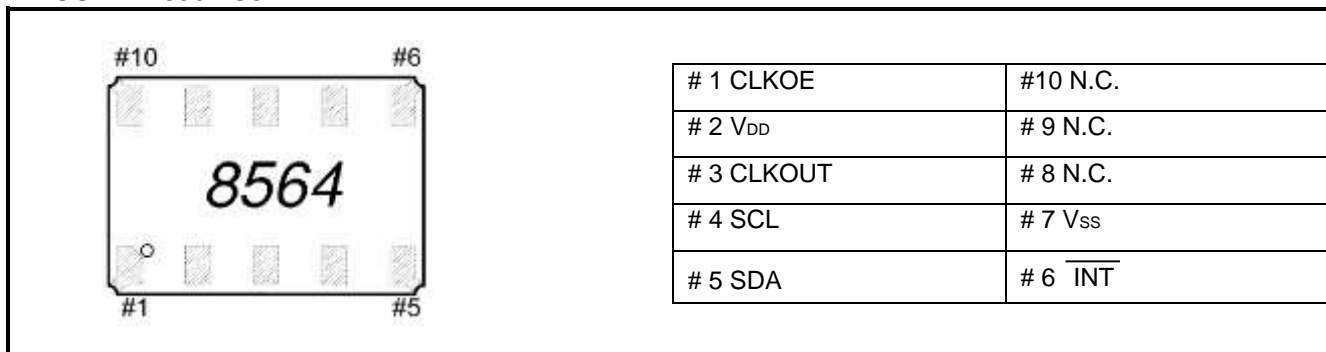 #10 #6
8564
#1 #5
# 1 CLKOE #10 N.C.
# 2 VDD # 9 N.C.
# 3 CLKOUT # 8 N.C.
# 4 SCL # 7 VSS
# 5 SDA # 6 INT